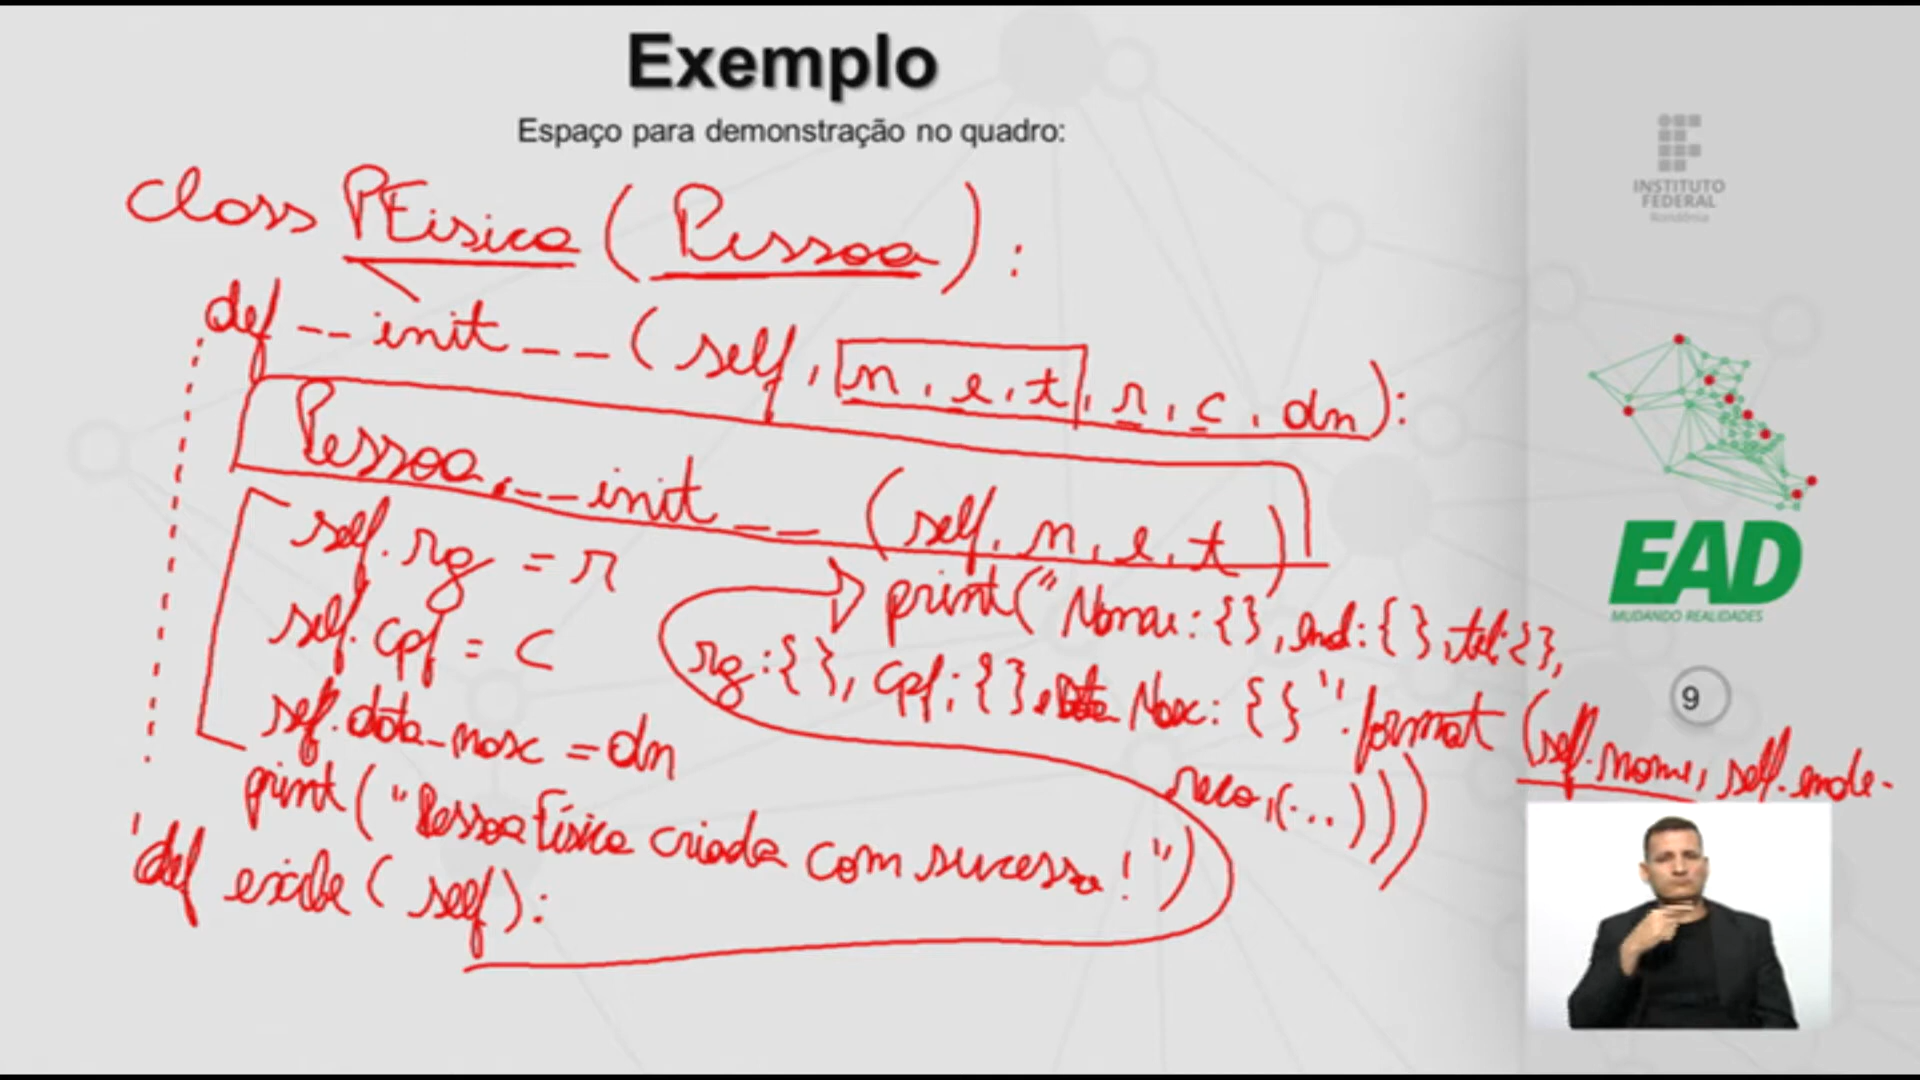 Exemplo
Espaço para demonstração no quadro:
class PFisica (Pessoa):
def __init__ (self, n, e, t, r, c, dn):
Pessoa.__init__ (self, n, e, t)
self.rg = r
self.cpf = c
self.data_nasc = dn
print("Pessoa Física criada com sucesso!")
def exibe (self):
print("Nome: {}, end: {}, tel: {},
rg: {}, cpf: {}, Data Nasc: {}".format (self.nome, self.ende-
reco, (...)))
INSTITUTO
FEDERAL
Rondônia
EAD
MUDANDO REALIDADES
9